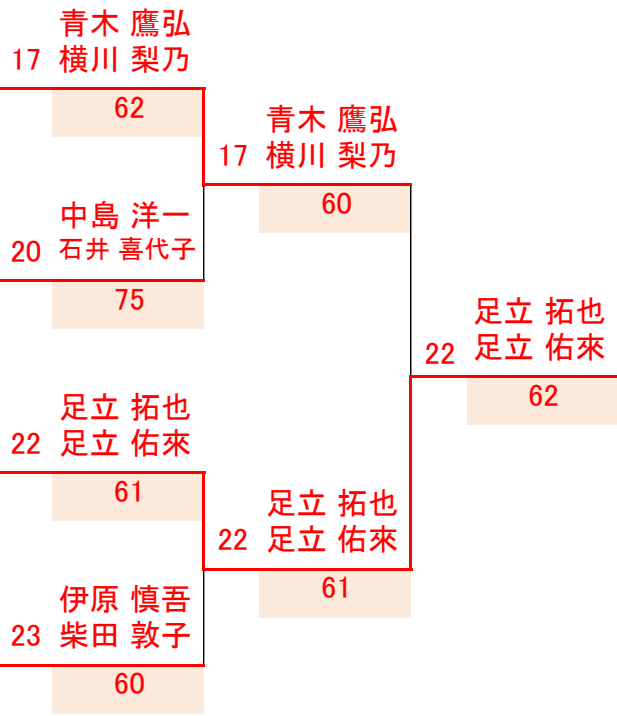 青木 鷹弘
17 横川 梨乃
62
中島 洋一
20 石井 喜代子
75
足立 拓也
22 足立 佑來
61
伊原 慎吾
23 柴田 敦子
60
青木 鷹弘
17 横川 梨乃
60
足立 拓也
22 足立 佑來
61
足立 拓也
22 足立 佑來
62